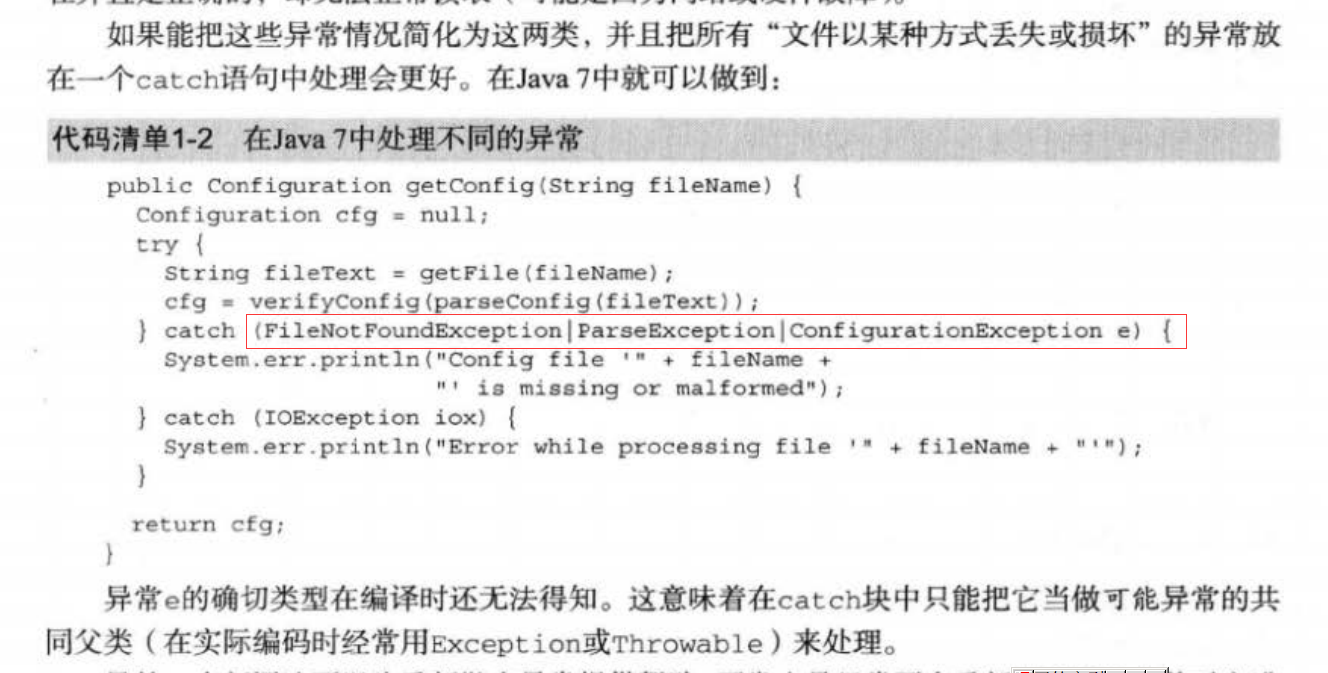 如果能把这些异常情况简化为这两类，并且把所有“文件以某种方式丢失或损坏”的异常放
在一个catch语句中处理会更好。在Java 7中就可以做到：
代码清单1-2 在Java 7中处理不同的异常
public Configuration getConfig(String fileName) {
Configuration cfg = null;
try {
String fileText = getFile(fileName);
cfg = verifyConfig(parseConfig(fileText));
} catch (FileNotFoundException|ParseException|ConfigurationException e) {
System.err.println("Config file '" + fileName +
"' is missing or malformed");
} catch (IOException iox) {
System.err.println("Error while processing file '" + fileName + "'");
}
return cfg;
}
异常e的确切类型在编译时还无法得知。这意味着在catch块中只能把它当做可能异常的共
同父类（在实际编码时经常用Exception或Throwable）来处理。